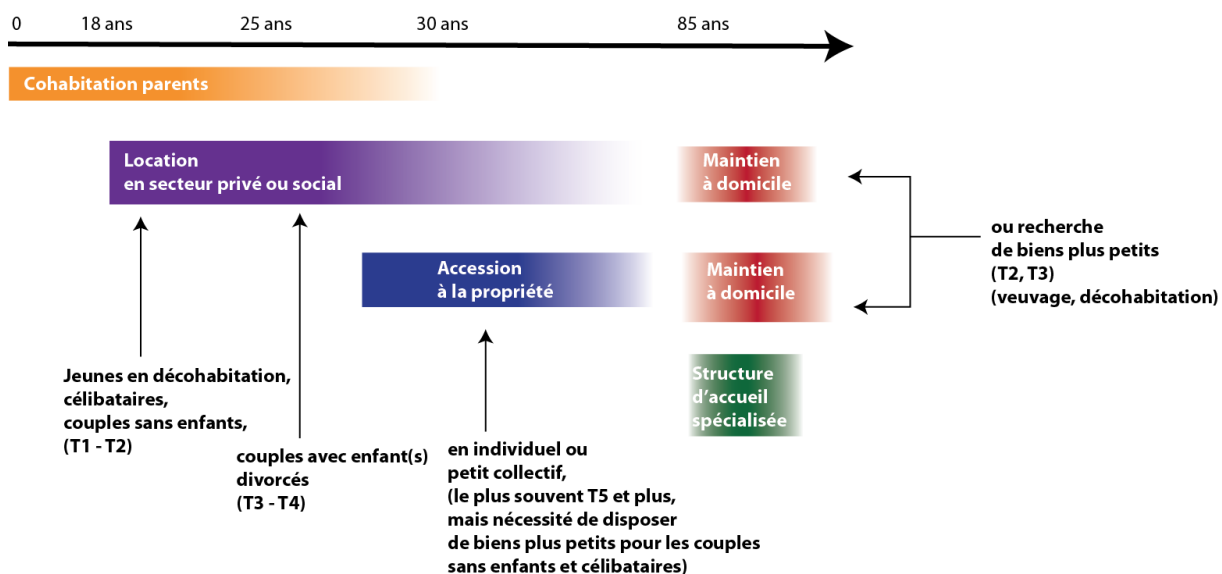 0 18 ans 25 ans 30 ans 85 ans
Cohabitation parents
Location
en secteur privé ou social
Maintien
à domicile
Accession
à la propriété
Maintien
à domicile
ou recherche
de biens plus petits
(T2, T3)
(veuvage, décohabitation)
Structure
d'accueil
spécialisée
Jeunes en décohabitation,
célibataires,
couples sans enfants,
(T1 - T2)
couples avec enfant(s)
divorcés
(T3 - T4)
en individuel ou
petit collectif,
(le plus souvent T5 et plus,
mais nécessité de disposer
de biens plus petits pour les couples
sans enfants et célibataires)